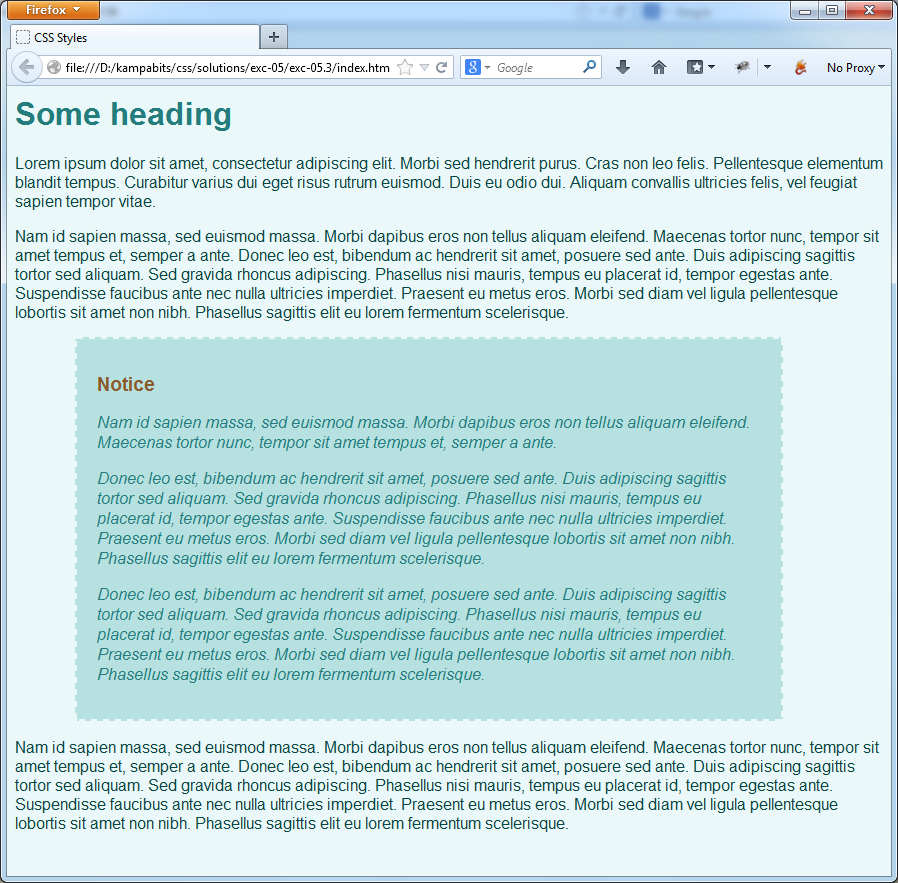 Firefox
CSS Styles
file:///D:/kampabits/css/solutions/exc-05/exc-05.3/index.htm
Google
No Proxy
Some heading
Lorem ipsum dolor sit amet, consectetur adipiscing elit. Morbi sed hendrerit purus. Cras non leo felis. Pellentesque elementum
blandit tempus. Curabitur varius dui eget risus rutrum euismod. Duis eu odio dui. Aliquam convallis ultricies felis, vel feugiat
sapien tempor vitae.
Nam id sapien massa, sed euismod massa. Morbi dapibus eros non tellus aliquam eleifend. Maecenas tortor nunc, tempor sit
amet tempus et, semper a ante. Donec leo est, bibendum ac hendrerit sit amet, posuere sed ante. Duis adipiscing sagittis
tortor sed aliquam. Sed gravida rhoncus adipiscing. Phasellus nisi mauris, tempus eu placerat id, tempor egestas ante.
Suspendisse faucibus ante nec nulla ultricies imperdiet. Praesent eu metus eros. Morbi sed diam vel ligula pellentesque
lobortis sit amet non nibh. Phasellus sagittis elit eu lorem fermentum scelerisque.
Notice
Nam id sapien massa, sed euismod massa. Morbi dapibus eros non tellus aliquam eleifend.
Maecenas tortor nunc, tempor sit amet tempus et, semper a ante.
Donec leo est, bibendum ac hendrerit sit amet, posuere sed ante. Duis adipiscing sagittis
tortor sed aliquam. Sed gravida rhoncus adipiscing. Phasellus nisi mauris, tempus eu
placerat id, tempor egestas ante. Suspendisse faucibus ante nec nulla ultricies imperdiet.
Praesent eu metus eros. Morbi sed diam vel ligula pellentesque lobortis sit amet non nibh.
Phasellus sagittis elit eu lorem fermentum scelerisque.
Donec leo est, bibendum ac hendrerit sit amet, posuere sed ante. Duis adipiscing sagittis
tortor sed aliquam. Sed gravida rhoncus adipiscing. Phasellus nisi mauris, tempus eu
placerat id, tempor egestas ante. Suspendisse faucibus ante nec nulla ultricies imperdiet.
Praesent eu metus eros. Morbi sed diam vel ligula pellentesque lobortis sit amet non nibh.
Phasellus sagittis elit eu lorem fermentum scelerisque.
Nam id sapien massa, sed euismod massa. Morbi dapibus eros non tellus aliquam eleifend. Maecenas tortor nunc, tempor sit
amet tempus et, semper a ante. Donec leo est, bibendum ac hendrerit sit amet, posuere sed ante. Duis adipiscing sagittis
tortor sed aliquam. Sed gravida rhoncus adipiscing. Phasellus nisi mauris, tempus eu placerat id, tempor egestas ante.
Suspendisse faucibus ante nec nulla ultricies imperdiet. Praesent eu metus eros. Morbi sed diam vel ligula pellentesque
lobortis sit amet non nibh. Phasellus sagittis elit eu lorem fermentum scelerisque.